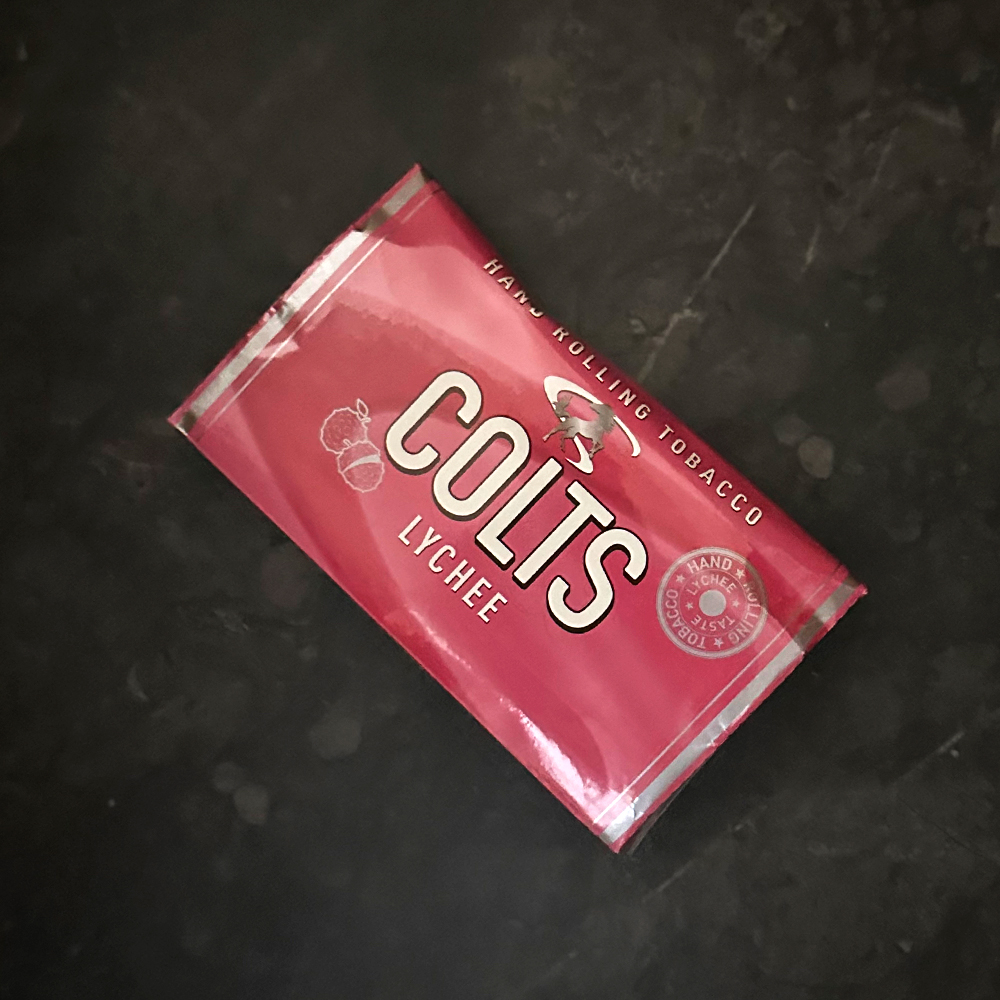 HAND ROLLING TOBACCO
COLTS
LYCHEE
HAND ★ ROLLING ★ TOBACCO ★
LYCHEE ★ TASTE ★